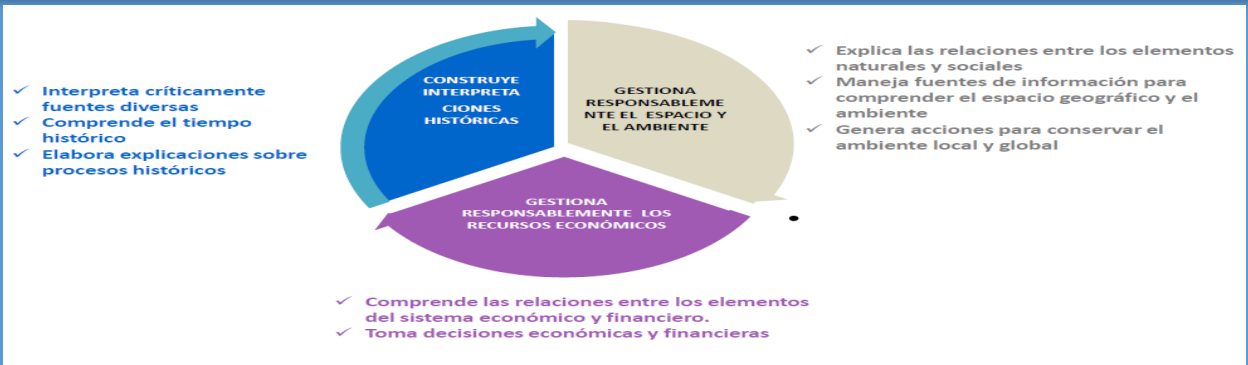 ✓ Interpreta críticamente
fuentes diversas
✓ Comprende el tiempo
histórico
✓ Elabora explicaciones sobre
procesos históricos
CONSTRUYE
INTERPRETA
CIONES
HISTÓRICAS
GESTIONA
RESPONSABLEME
NTE EL ESPACIO Y
EL AMBIENTE
✓ Explica las relaciones entre los elementos
naturales y sociales
✓ Maneja fuentes de información para
comprender el espacio geográfico y el
ambiente
✓ Genera acciones para conservar el
ambiente local y global
GESTIONA
RESPONSABLEMENTE LOS
RECURSOS ECONÓMICOS
✓ Comprende las relaciones entre los elementos
del sistema económico y financiero.
✓ Toma decisiones económicas y financieras